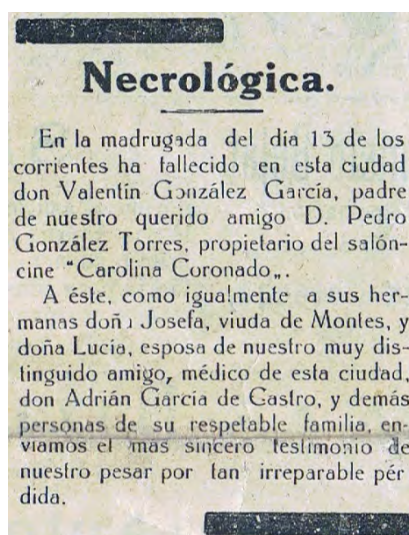 Necrológica.
En la madrugada del día 13 de los
corrientes ha fallecido en esta ciudad
don Valentín González García, padre
de nuestro querido amigo D. Pedro
González Torres, propietario del salón-
cine "Carolina Coronado„.
A éste, como igualmente a sus her-
manas doña Josefa, viuda de Montes, y
doña Lucía, esposa de nuestro muy dis-
tinguido amigo, médico de esta ciudad,
don Adrián García de Castro, y demás
personas de su respetable familia, en-
viamos el más sincero testimonio de
nuestro pesar por tan irreparable pér
dida.